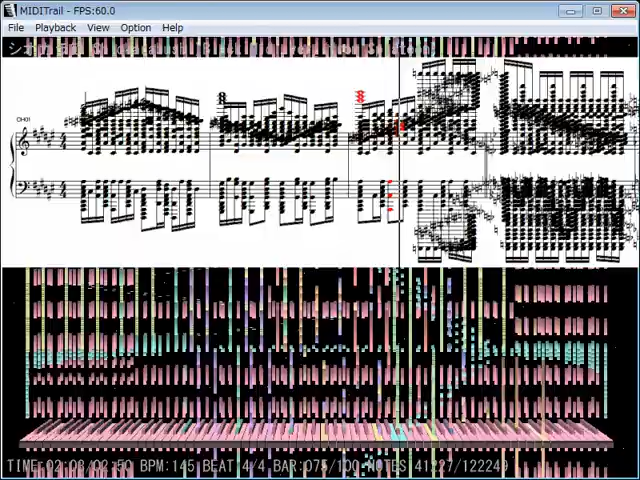 MIDITrail - FPS:60.0
File Playback View Option Help
CH01
TIME:02:03/02:50 BPM:145 BEAT:4/4 BAR:075/100 NOTES:41227/122249